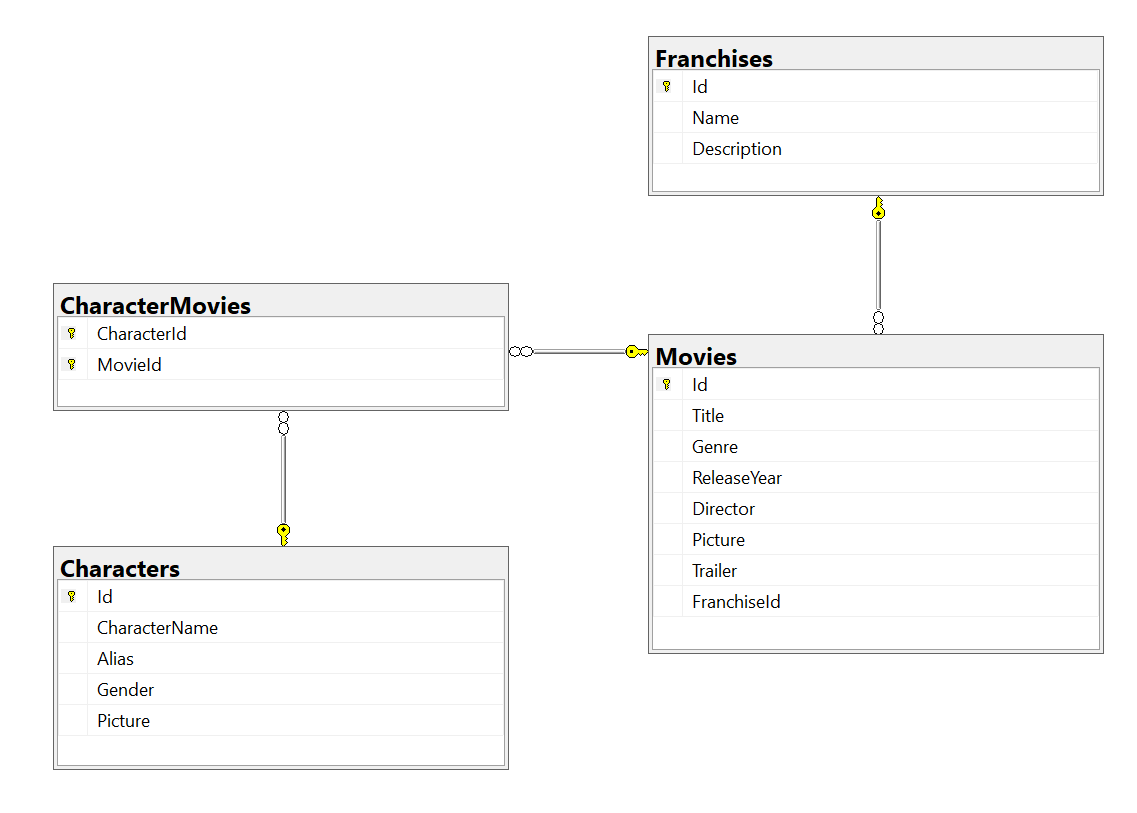 Franchises
Id
Name
Description
CharacterMovies
CharacterId
MovieId
Movies
Id
Title
Genre
ReleaseYear
Director
Picture
Trailer
FranchiseId
Characters
Id
CharacterName
Alias
Gender
Picture